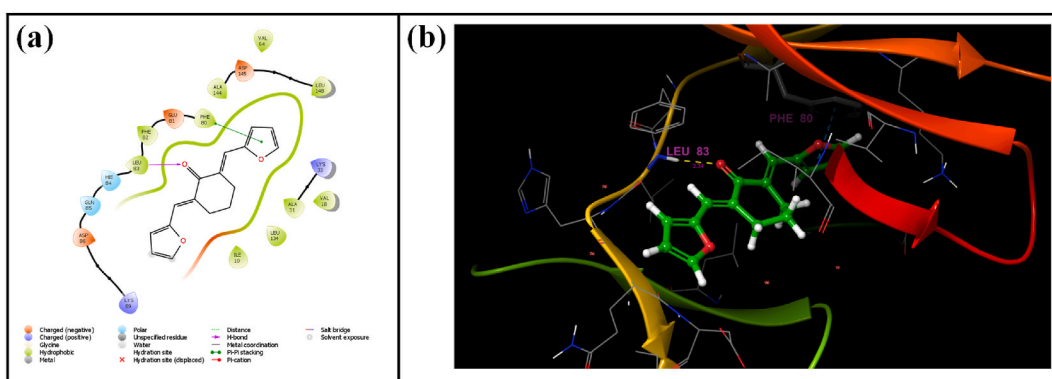 (a)
VAL
64
ASP
145
ALA
144
LEU
148
GLU
81
PHE
80
PHE
82
LEU
83
O
O
LYS
33
HIE
84
VAL
18
GLN
85
ALA
31
LEU
134
ASP
86
O
ILE
10
LYS
89
Charged (negative)
Charged (positive)
Glycine
Hydrophobic
Metal
Polar
Unspecified residue
Water
Hydration site
Hydration site (displaced)
Distance
H-bond
Metal coordination
Pi-Pi stacking
Pi-cation
Salt bridge
Solvent exposure
(b)
PHE 80
LEU 83